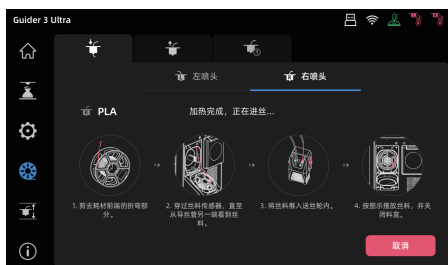 Guider 3 Ultra
左喷头
右喷头
PLA
加热完成，正在进丝...
1. 剪去耗材前端的折弯部
分。
2. 穿过丝料传感器，直至
从导丝管另一端看到丝
料。
3. 将丝料推入送丝轮内。
4. 按图示摆放丝料，并关
闭料盒。
取消